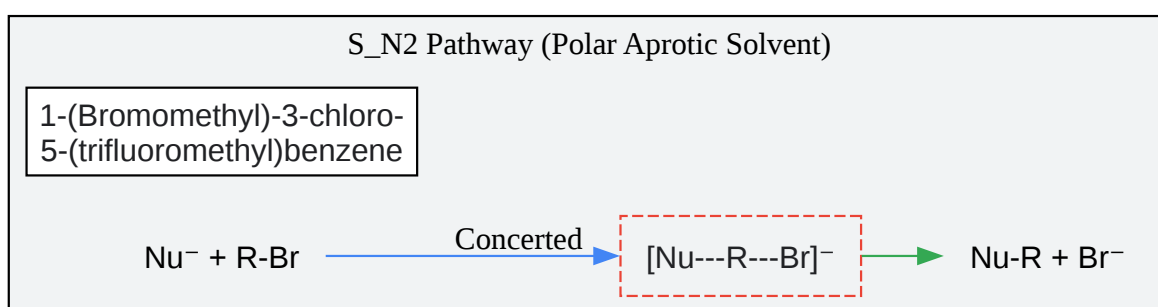 S_N2 Pathway (Polar Aprotic Solvent)
1-(Bromomethyl)-3-chloro-
5-(trifluoromethyl)benzene
Nu⁻ + R-Br
Concerted
[Nu---R---Br]⁻
Nu-R + Br⁻